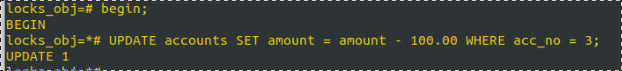 locks_obj=# begin;
BEGIN
locks_obj=*# UPDATE accounts SET amount = amount - 100.00 WHERE acc_no = 3;
UPDATE 1